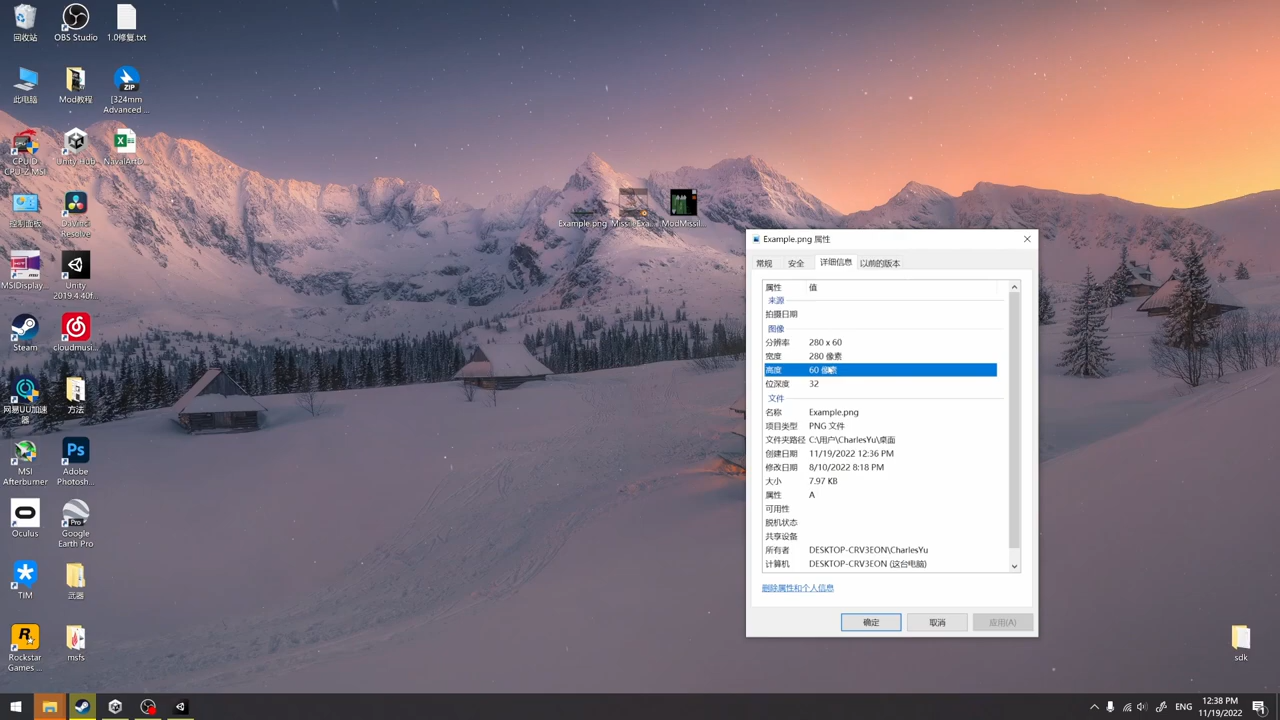 回收站
OBS Studio
1.0修复.txt
此电脑
Mod教程
[324mm
Advanced ...
CPUID
CPU-Z MSI
Unity Hub
NavalArtD...
控制面板
DaVinci
Resolve
MSIDisplay...
Unity
2019.4.40f...
Steam
cloudmusi...
网易UU加速
器
方法
MSI
Afterburner
Adobe
Photosh...
Oculus
Google
Earth Pro
TIM
武器
Rockstar
Games ...
msfs
Example.png
Missi...Exa...
ModMissil...
Example.png 属性
常规 安全 详细信息 以前的版本
属性 值
来源
拍摄日期
图像
分辨率 280 x 60
宽度 280 像素
高度 60 像素
位深度 32
文件
名称 Example.png
项目类型 PNG 文件
文件夹路径 C:\用户\CharlesYu\桌面
创建日期 11/19/2022 12:36 PM
修改日期 8/10/2022 8:18 PM
大小 7.97 KB
属性 A
可用性
脱机状态
共享设备
所有者 DESKTOP-CRV3EON\CharlesYu
计算机 DESKTOP-CRV3EON (这台电脑)
删除属性和个人信息
确定 取消 应用(A)
sdk
ENG
12:38 PM
11/19/2022